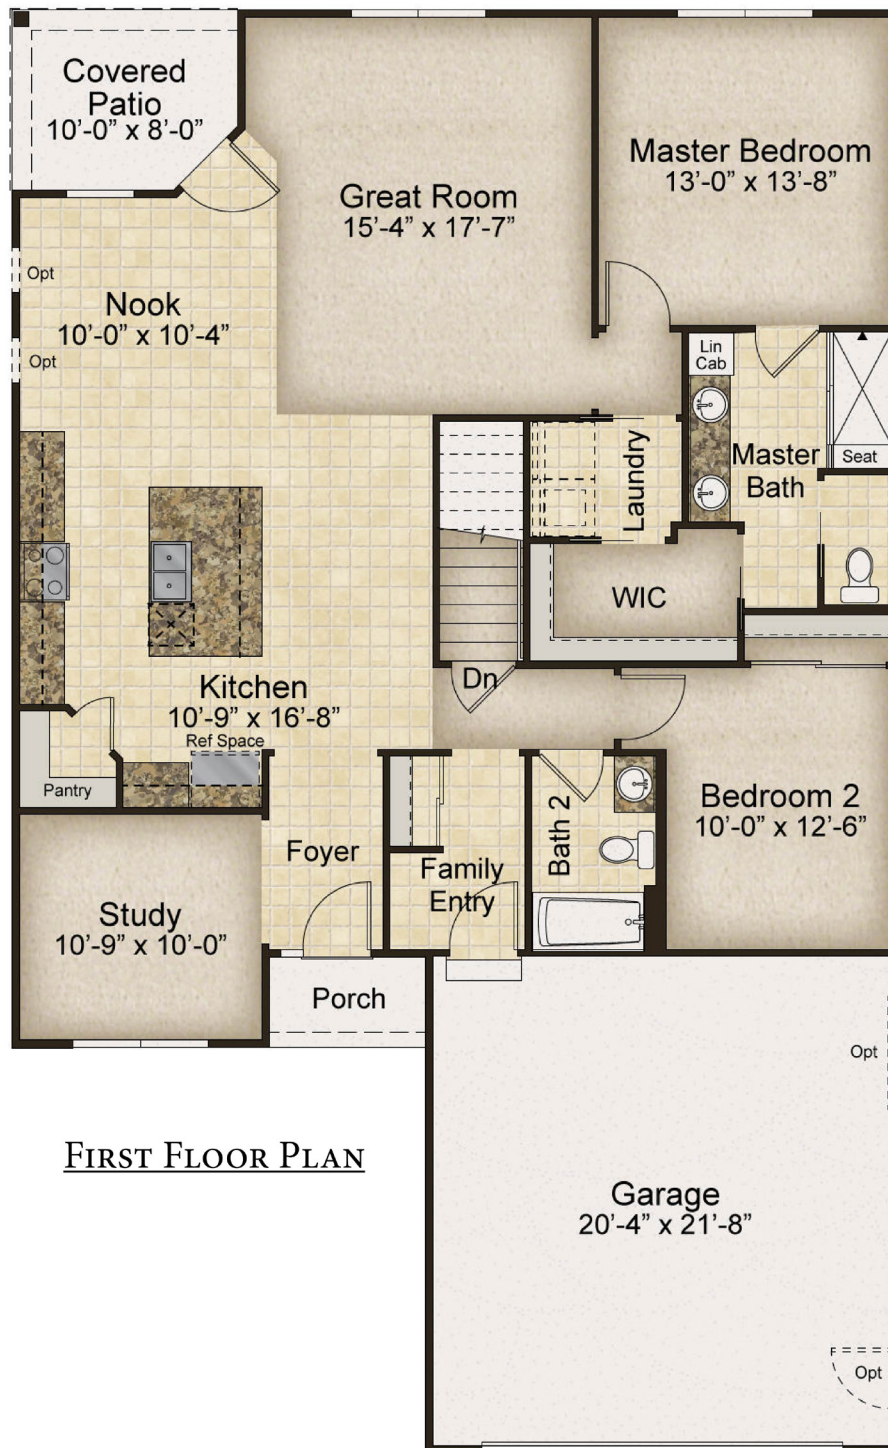 Covered
Patio
10'-0” x 8'-0”
Great Room
15'-4” x 17'-7”
Master Bedroom
13'-0” x 13'-8”
Opt
Nook
10'-0” x 10'-4”
Opt
Lin
Cab
Laundry
Master
Bath
Seat
WIC
Dn
Kitchen
10'-9” x 16'-8”
Ref Space
Pantry
Bedroom 2
10'-0” x 12'-6”
Foyer
Family
Entry
Bath 2
Study
10'-9” x 10'-0”
Porch
Opt
First Floor Plan
Garage
20'-4” x 21'-8”
Opt